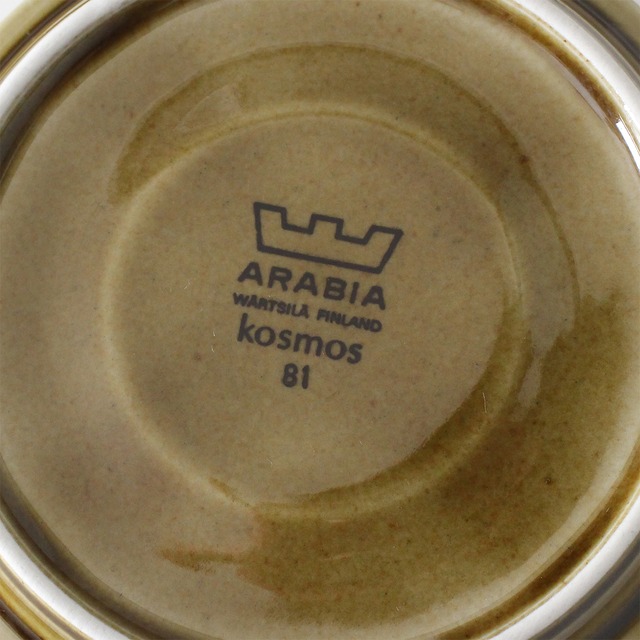 ARABIA
WÄRTSILÄ FINLAND
kosmos
81